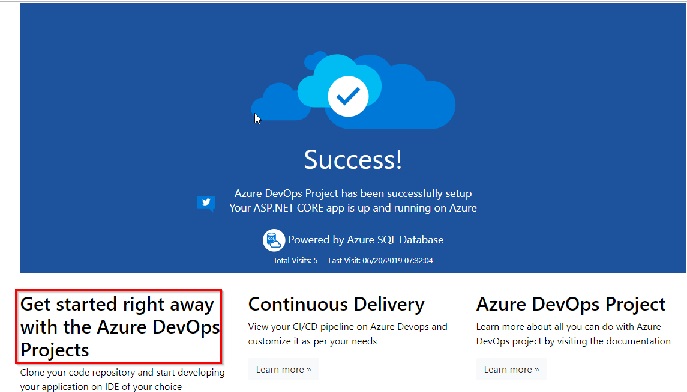 Success!
Azure DevOps Project has been successfully setup
Your ASP.NET CORE app is up and running on Azure
Powered by Azure SQL Database
Total Visits: 5 Last Visit: 06/20/2019 07:32:04
Get started right away
with the Azure DevOps
Projects
Clone your code repository and start developing
your application on IDE of your choice
Continuous Delivery
View your CI/CD pipeline on Azure Devops and
customize it as per your needs
Learn more »
Azure DevOps Project
Learn more about all you can do with Azure
DevOps project by visiting the documentation
Learn more »